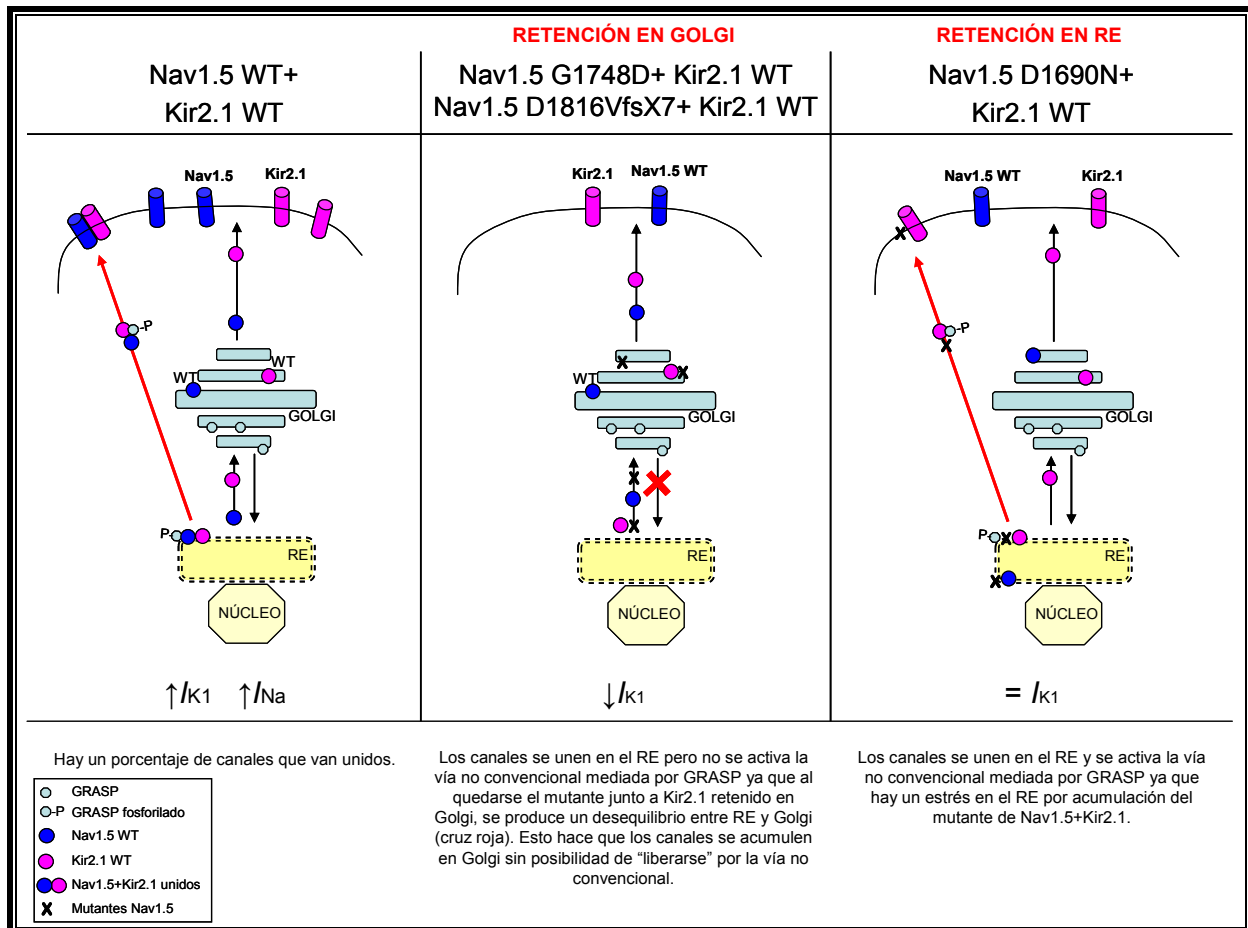 RETENCIÓN EN GOLGI
RETENCIÓN EN RE
Nav1.5 WT+
Kir2.1 WT
Nav1.5 G1748D+ Kir2.1 WT
Nav1.5 D1816VfsX7+ Kir2.1 WT
Nav1.5 D1690N+
Kir2.1 WT
Nav1.5
Kir2.1
-P
WT
WT
GOLGI
P-
RE
NÚCLEO
↑IK1 ↑INa
Kir2.1
Nav1.5 WT
WT
GOLGI
RE
NÚCLEO
↓IK1
Nav1.5 WT
Kir2.1
-P
GOLGI
P-
RE
NÚCLEO
= IK1
Hay un porcentaje de canales que van unidos.
GRASP
-P GRASP fosforilado
Nav1.5 WT
Kir2.1 WT
Nav1.5+Kir2.1 unidos
Mutantes Nav1.5
Los canales se unen en el RE pero no se activa la
vía no convencional mediada por GRASP ya que al
quedarse el mutante junto a Kir2.1 retenido en
Golgi, se produce un desequilibrio entre RE y Golgi
(cruz roja). Esto hace que los canales se acumulen
en Golgi sin posibilidad de “liberarse” por la vía no
convencional.
Los canales se unen en el RE y se activa la vía
no convencional mediada por GRASP ya que
hay un estrés en el RE por acumulación del
mutante de Nav1.5+Kir2.1.